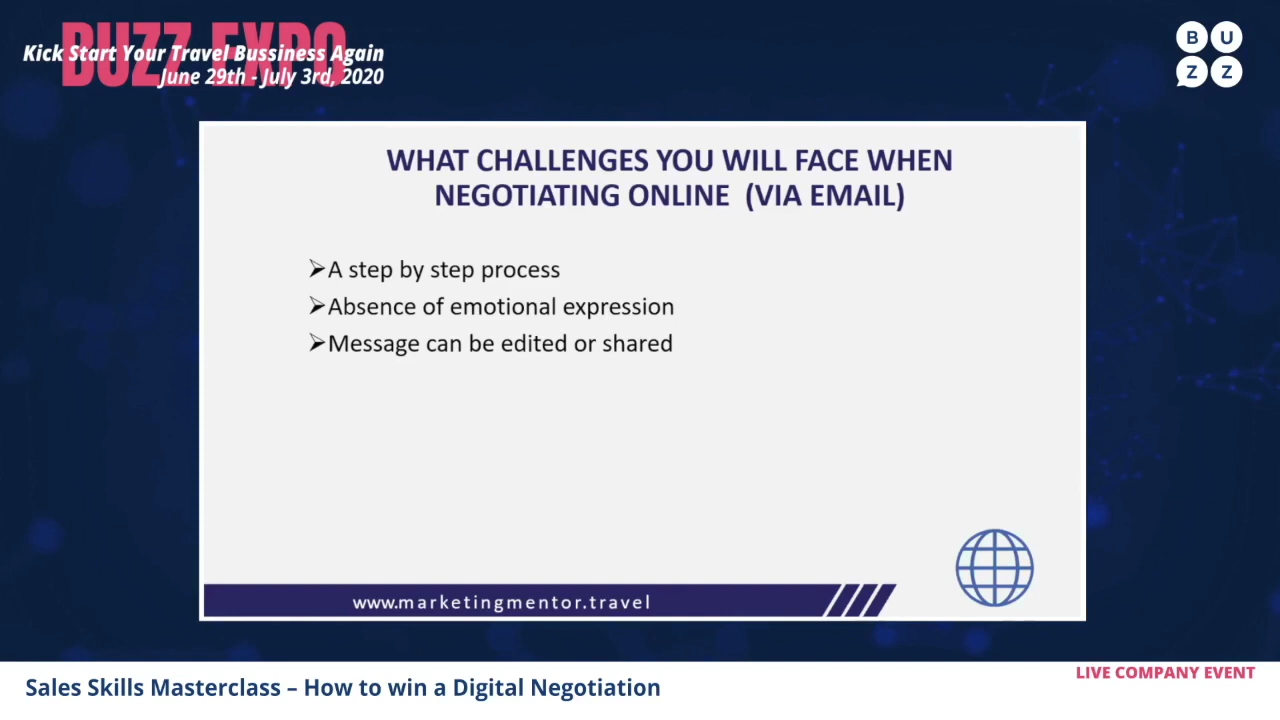 BUZZ EXPO
Kick Start Your Travel Bussiness Again
June 29th - July 3rd, 2020
B U
Z Z
WHAT CHALLENGES YOU WILL FACE WHEN
NEGOTIATING ONLINE (VIA EMAIL)
➢A step by step process
➢Absence of emotional expression
➢Message can be edited or shared
www.marketingmentor.travel
LIVE COMPANY EVENT
Sales Skills Masterclass – How to win a Digital Negotiation